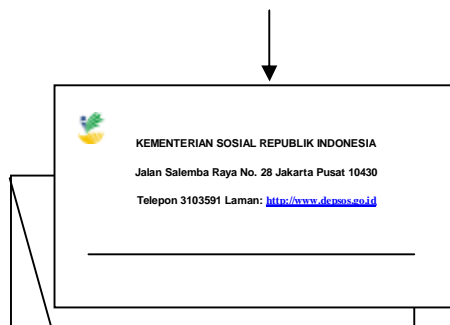 KEMENTERIAN SOSIAL REPUBLIK INDONESIA
Jalan Salemba Raya No. 28 Jakarta Pusat 10430
Telepon 3103591 Laman: http://www.depsos.go.id